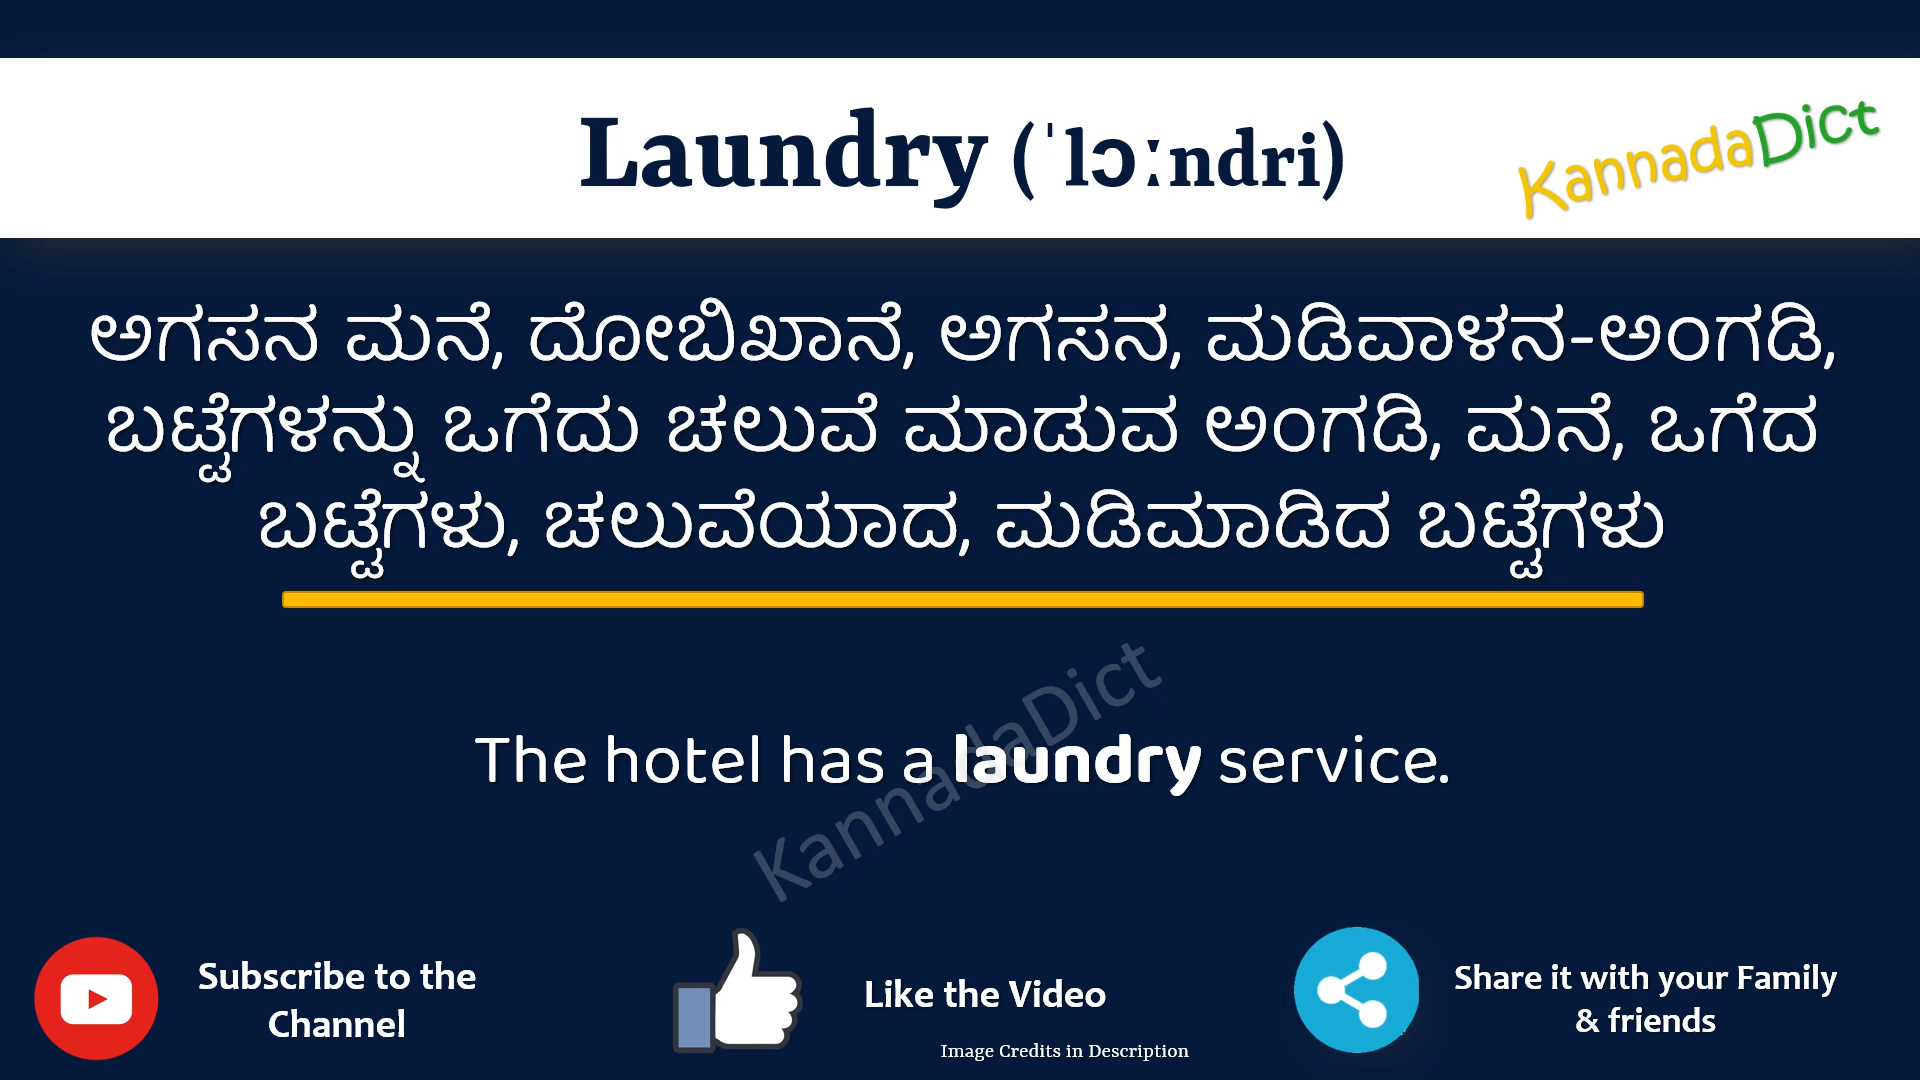 Laundry (ˈlɔːndri)
KannadaDict
ಅಗಸನ ಮನೆ, ದೋಬಿಖಾನೆ, ಅಗಸನ, ಮಡಿವಾಳನ-ಅಂಗಡಿ,
ಬಟ್ಟೆಗಳನ್ನು ಒಗೆದು ಚಲುವೆ ಮಾಡುವ ಅಂಗಡಿ, ಮನೆ, ಒಗೆದ
ಬಟ್ಟೆಗಳು, ಚಲುವೆಯಾದ, ಮಡಿಮಾಡಿದ ಬಟ್ಟೆಗಳು
KannadaDict
The hotel has a laundry service.
Subscribe to the
Channel
Like the Video
Share it with your Family
& friends
Image Credits in Description